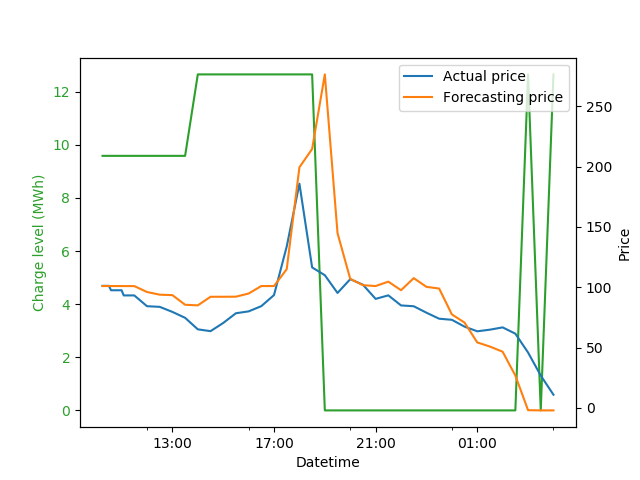 Actual price
Forecasting price
12
10
8
6
4
2
0
Charge level (MWh)
250
200
150
100
50
0
Price
13:00 17:00 21:00 01:00
Datetime